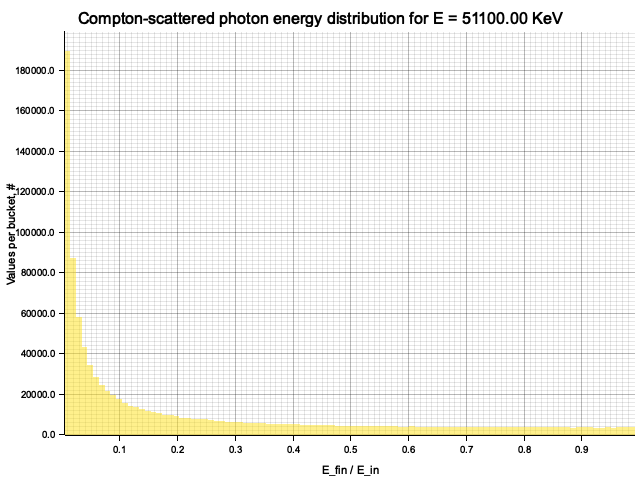 Compton-scattered photon energy distribution for E = 51100.00 KeV
Values per bucket, #
180000.0
160000.0
140000.0
120000.0
100000.0
80000.0
60000.0
40000.0
20000.0
0.0
0.1 0.2 0.3 0.4 0.5 0.6 0.7 0.8 0.9
E_fin / E_in